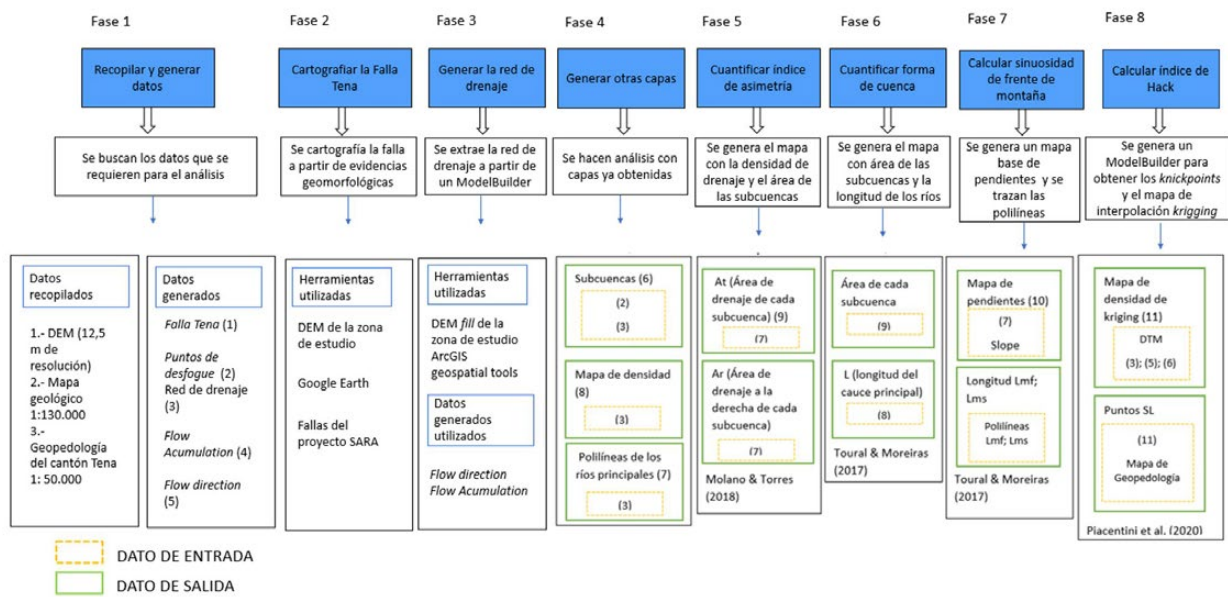 Fase 1
Fase 2
Fase 3
Fase 4
Fase 5
Fase 6
Fase 7
Fase 8
Recopilar y generar
datos
Cartografiar la Falla
Tena
Generar la red de
drenaje
Generar otras capas
Cuantificar índice de
asimetría
Cuantificar forma de
cuenca
Calcular sinuosidad
de frente de
montaña
Calcular índice de
Hack
Se buscan los datos que se
requieren para el análisis
Se cartografía la falla
a partir de evidencias
geomorfológicas
Se extrae la red de
drenaje a partir de
un ModelBuilder
Se hacen análisis con
capas ya obtenidas
Se genera el mapa
con la densidad de
drenaje y el área de
las subcuencas
Se genera el mapa
con área de las
subcuencas y la
longitud de los ríos
Se genera un mapa
base de
pendientes y se
trazan las
polilíneas
Se genera un
ModelBuilder para
obtener los knickpoints
y el mapa de
interpolación krigging
Datos
recopilados
1.- DEM (12,5
m de
resolución)
2.- Mapa
geológico
1:130.000
3.-
Geopedología
del cantón Tena
1: 50.000
Datos
generados
Falla Tena (1)
Puntos de
desfogue (2)
Red de drenaje
(3)
Flow
Acumulation (4)
Flow direction
(5)
Herramientas
utilizadas
DEM de la zona
de estudio
Google Earth
Fallas del
proyecto SARA
Herramientas
utilizadas
DEM fill de la
zona de estudio
ArcGIS
geospatial tools
Datos
generados
utilizados
Flow direction
Flow Acumulation
Subcuencas (6)
(2)
(3)
Mapa de densidad
(8)
(3)
Polilíneas de los
ríos principales (7)
(3)
At (Área de
drenaje de cada
subcuenca) (9)
(7)
Ar (Área de
drenaje a la
derecha de cada
subcuenca)
(7)
Molano & Torres
(2018)
Área de cada
subcuenca
(9)
L (longitud del
cauce principal)
(8)
Toural & Moreiras
(2017)
Mapa de
pendientes (10)
(7)
Slope
Longitud Lmf;
Lms
Polilíneas
Lmf; Lms
Toural & Moreiras
(2017)
Mapa de
densidad de
kriging (11)
DTM
(3); (5); (6)
Puntos SL
(11)
Mapa de
Geopedología
Piacentini et al. (2020)
DATO DE ENTRADA
DATO DE SALIDA